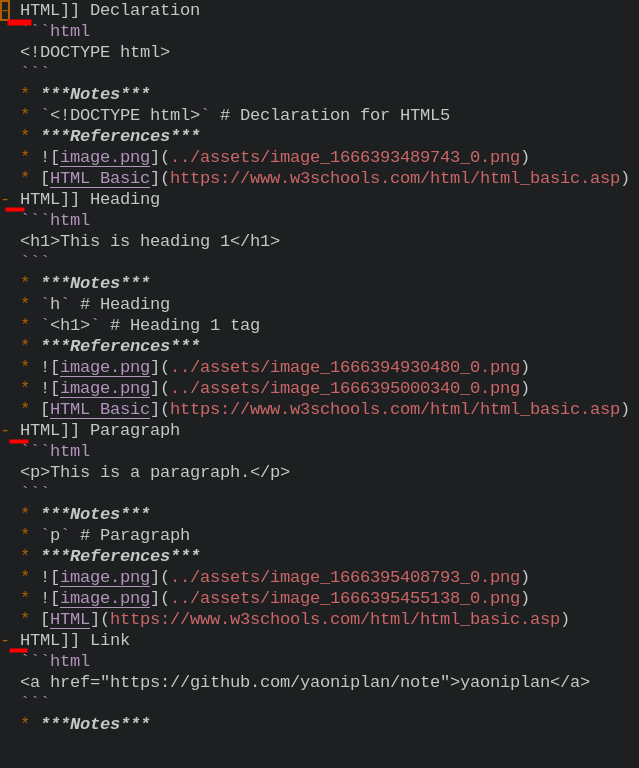 - HTML]] Declaration
```html
<!DOCTYPE html>
```
* ***Notes***
* `<!DOCTYPE html>` # Declaration for HTML5
* ***References***
* ![image.png](../assets/image_1666393489743_0.png)
* [HTML Basic](https://www.w3schools.com/html/html_basic.asp)
- HTML]] Heading
```html
<h1>This is heading 1</h1>
```
* ***Notes***
* `h` # Heading
* `<h1>` # Heading 1 tag
* ***References***
* ![image.png](../assets/image_1666394930480_0.png)
* ![image.png](../assets/image_1666395000340_0.png)
* [HTML Basic](https://www.w3schools.com/html/html_basic.asp)
- HTML]] Paragraph
```html
<p>This is a paragraph.</p>
```
* ***Notes***
* `p` # Paragraph
* ***References***
* ![image.png](../assets/image_1666395408793_0.png)
* ![image.png](../assets/image_1666395455138_0.png)
* [HTML](https://www.w3schools.com/html/html_basic.asp)
- HTML]] Link
```html
<a href="https://github.com/yaoniplan/note">yaoniplan</a>
```
* ***Notes***